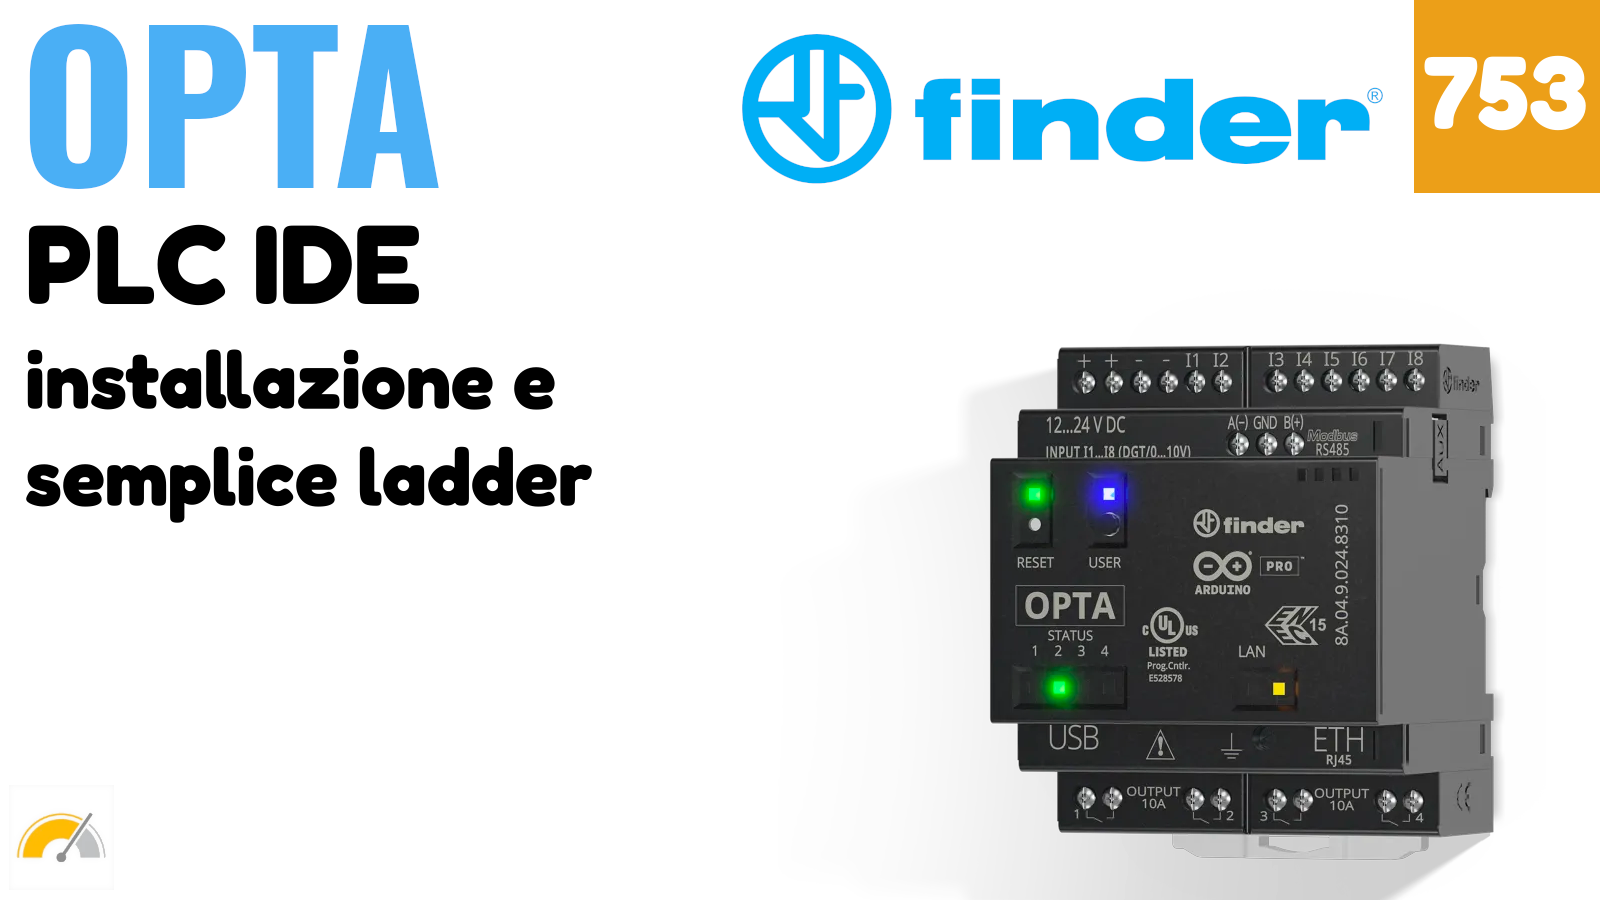 OPTA
finder®
753
PLC IDE
installazione e
semplice ladder
+ + - - I1 I2
I3 I4 I5 I6 I7 I8
finder
12...24 V DC
A(-) GND B(+)
Modbus
RS485
INPUT I1...I8 (DGT/0...10V)
AUX
RESET
USER
finder
ARDUINO
PRO™
8A.04.9.024.8310
OPTA
STATUS
1 2 3 4
C UL US
LISTED
Prog.Cntlr.
E528578
15
LAN
USB
ETH
RJ45
OUTPUT
10A
1
2
OUTPUT
10A
3
4
CE